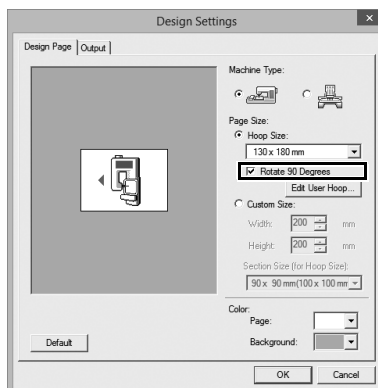 Design Settings
Design Page
Output
Machine Type:
Page Size:
Hoop Size:
130 x 180 mm
Rotate 90 Degrees
Edit User Hoop...
Custom Size:
Width: 200 mm
Height: 200 mm
Section Size (for Hoop Size):
90 x 90 mm(100 x 100 mm
Color:
Page:
Background:
Default
OK
Cancel